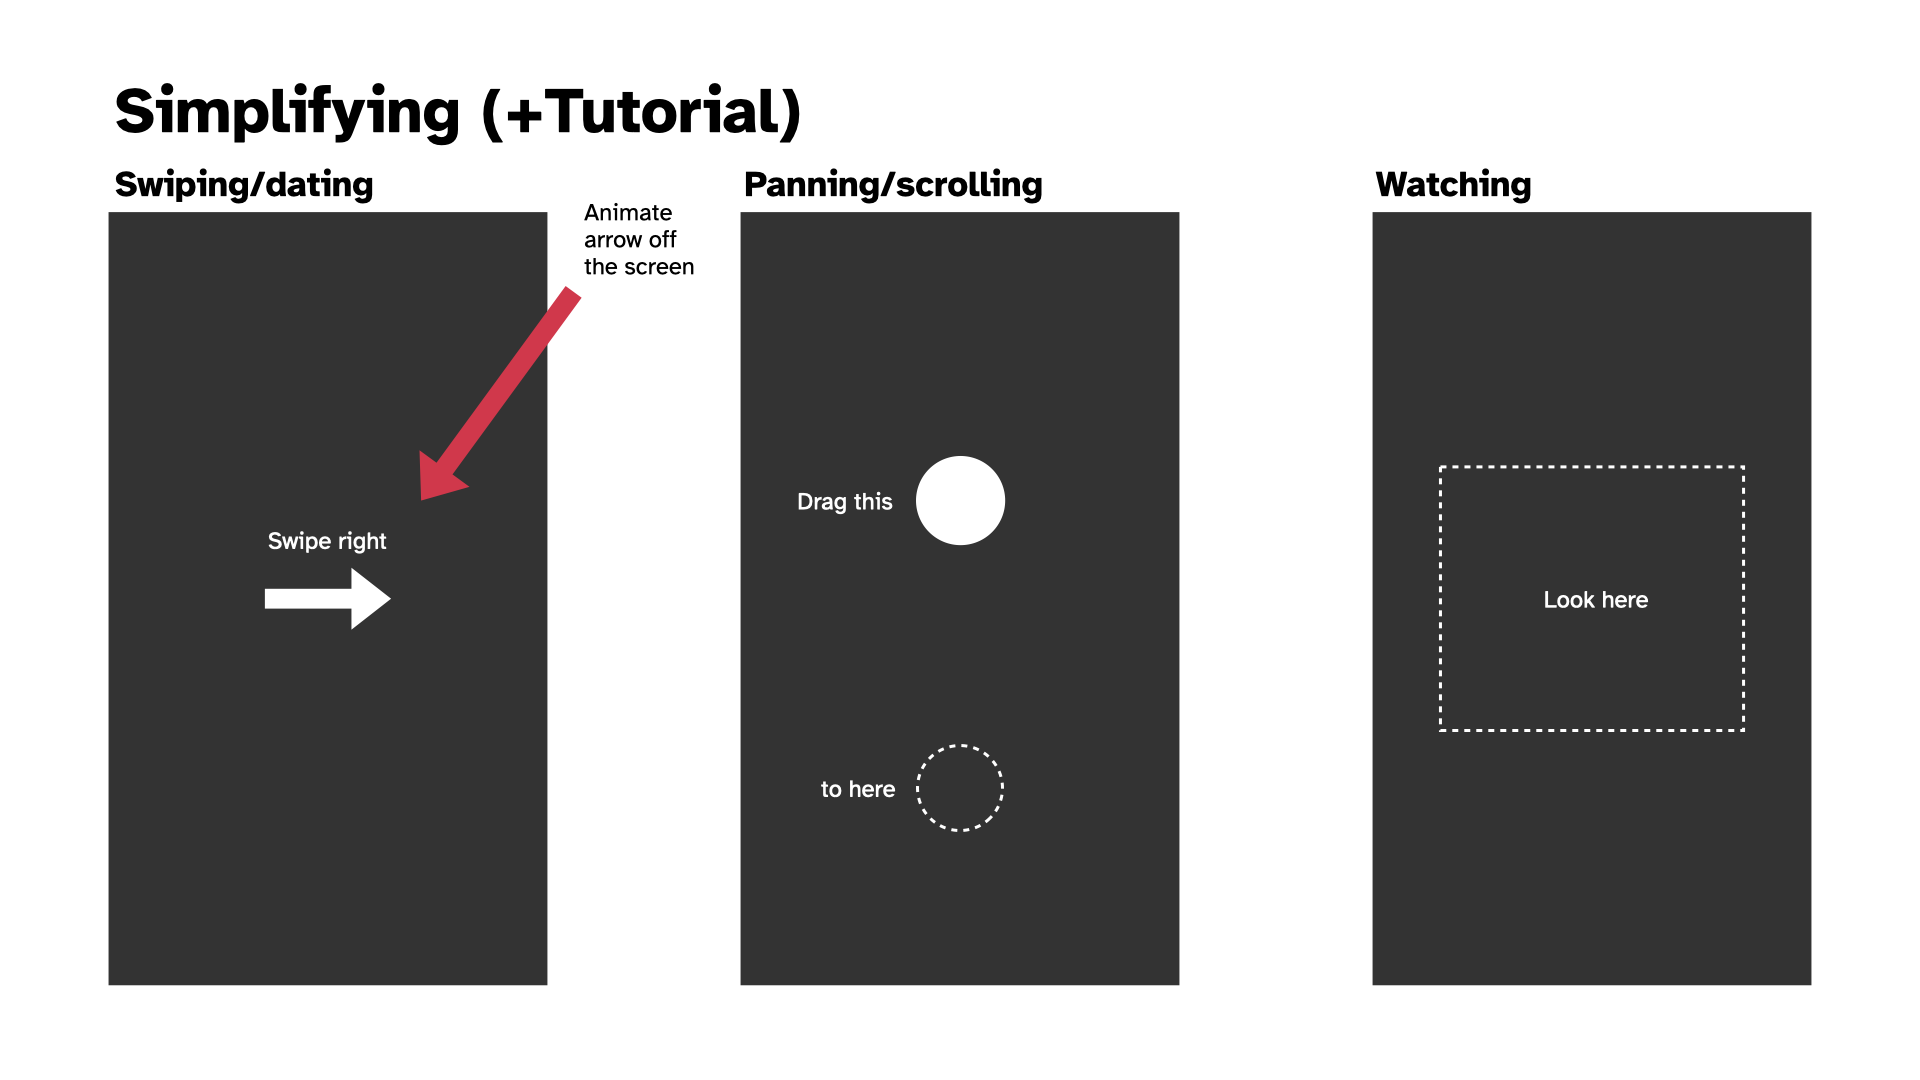 Simplifying (+Tutorial)
Swiping/dating
Animate
arrow off
the screen
Swipe right
Panning/scrolling
Drag this
to here
Watching
Look here